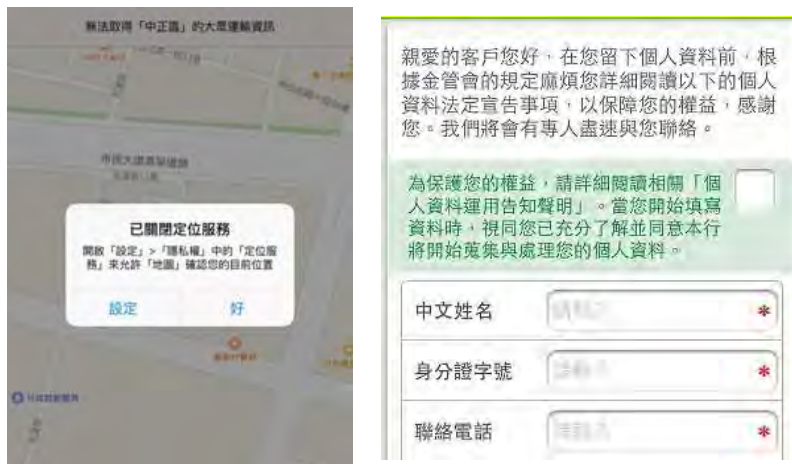 無法取得「中正區」的大眾運輸資訊
已關閉定位服務
開啟「設定」>「隱私權」中的「定位服
務」來允許「地圖」確認您的目前位置
設定
好
親愛的客戶您好，在您留下個人資料前，根
據金管會的規定麻煩您詳細閱讀以下的個人
資料法定宣告事項，以保障您的權益，感謝
您。我們將會有專人盡速與您聯絡。
為保護您的權益，請詳細閱讀相關「個
人資料運用告知聲明」。當您開始填寫
資料時，視同您已充分了解並同意本行
將開始蒐集與處理您的個人資料。
中文姓名
*
身分證字號
*
聯絡電話
*